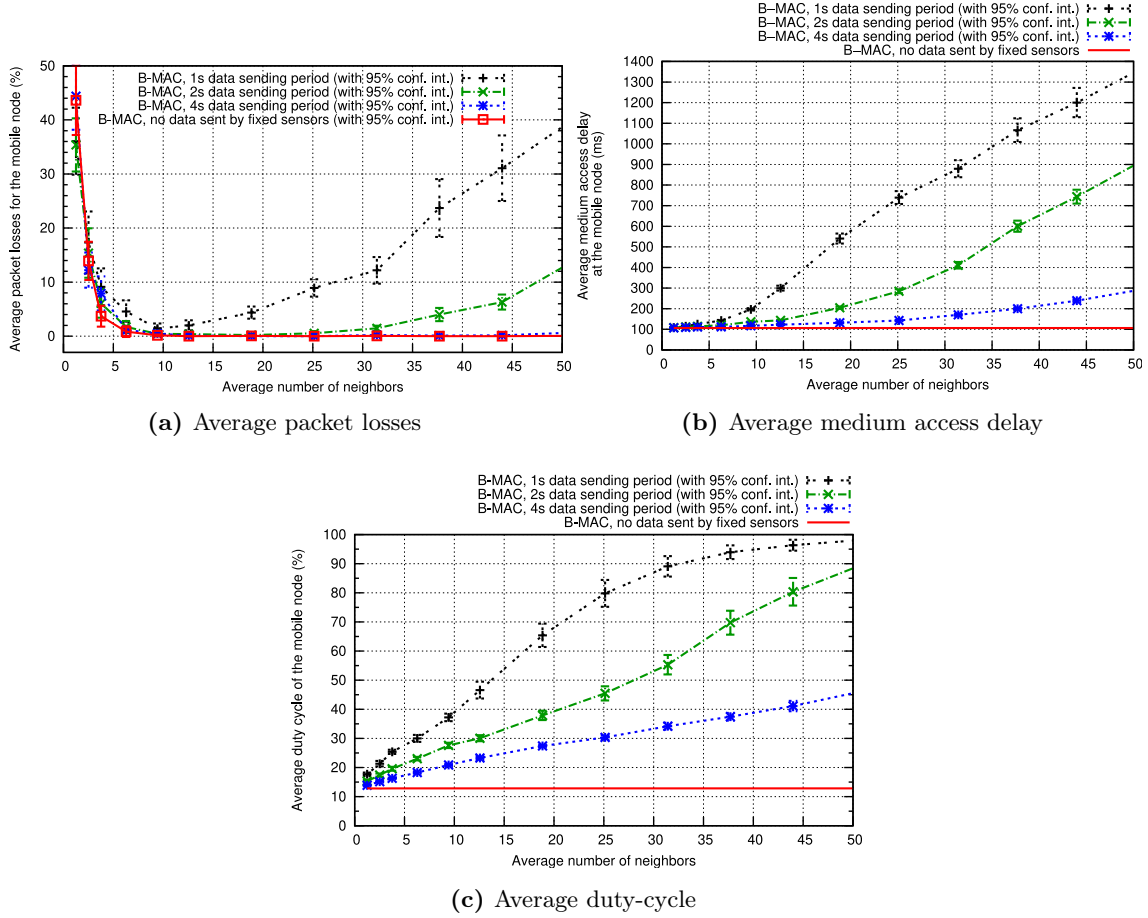 B-MAC, 1s data sending period (with 95% conf. int.)
B-MAC, 2s data sending period (with 95% conf. int.)
B-MAC, 4s data sending period (with 95% conf. int.)
B-MAC, no data sent by fixed sensors (with 95% conf. int.)
Average packet losses for the mobile node (%)
50
40
30
20
10
0
0 5 10 15 20 25 30 35 40 45 50
Average number of neighbors
(a) Average packet losses
B–MAC, 1s data sending period (with 95% conf. int.)
B–MAC, 2s data sending period (with 95% conf. int.)
B–MAC, 4s data sending period (with 95% conf. int.)
B–MAC, no data sent by fixed sensors
Average medium access delay
at the mobile node (ms)
1400
1300
1200
1100
1000
900
800
700
600
500
400
300
200
100
0
0 5 10 15 20 25 30 35 40 45 50
Average number of neighbors
(b) Average medium access delay
B-MAC, 1s data sending period (with 95% conf. int.)
B-MAC, 2s data sending period (with 95% conf. int.)
B-MAC, 4s data sending period (with 95% conf. int.)
B-MAC, no data sent by fixed sensors
Average duty cycle of the mobile node (%)
100
90
80
70
60
50
40
30
20
10
0
0 5 10 15 20 25 30 35 40 45 50
Average number of neighbors
(c) Average duty-cycle